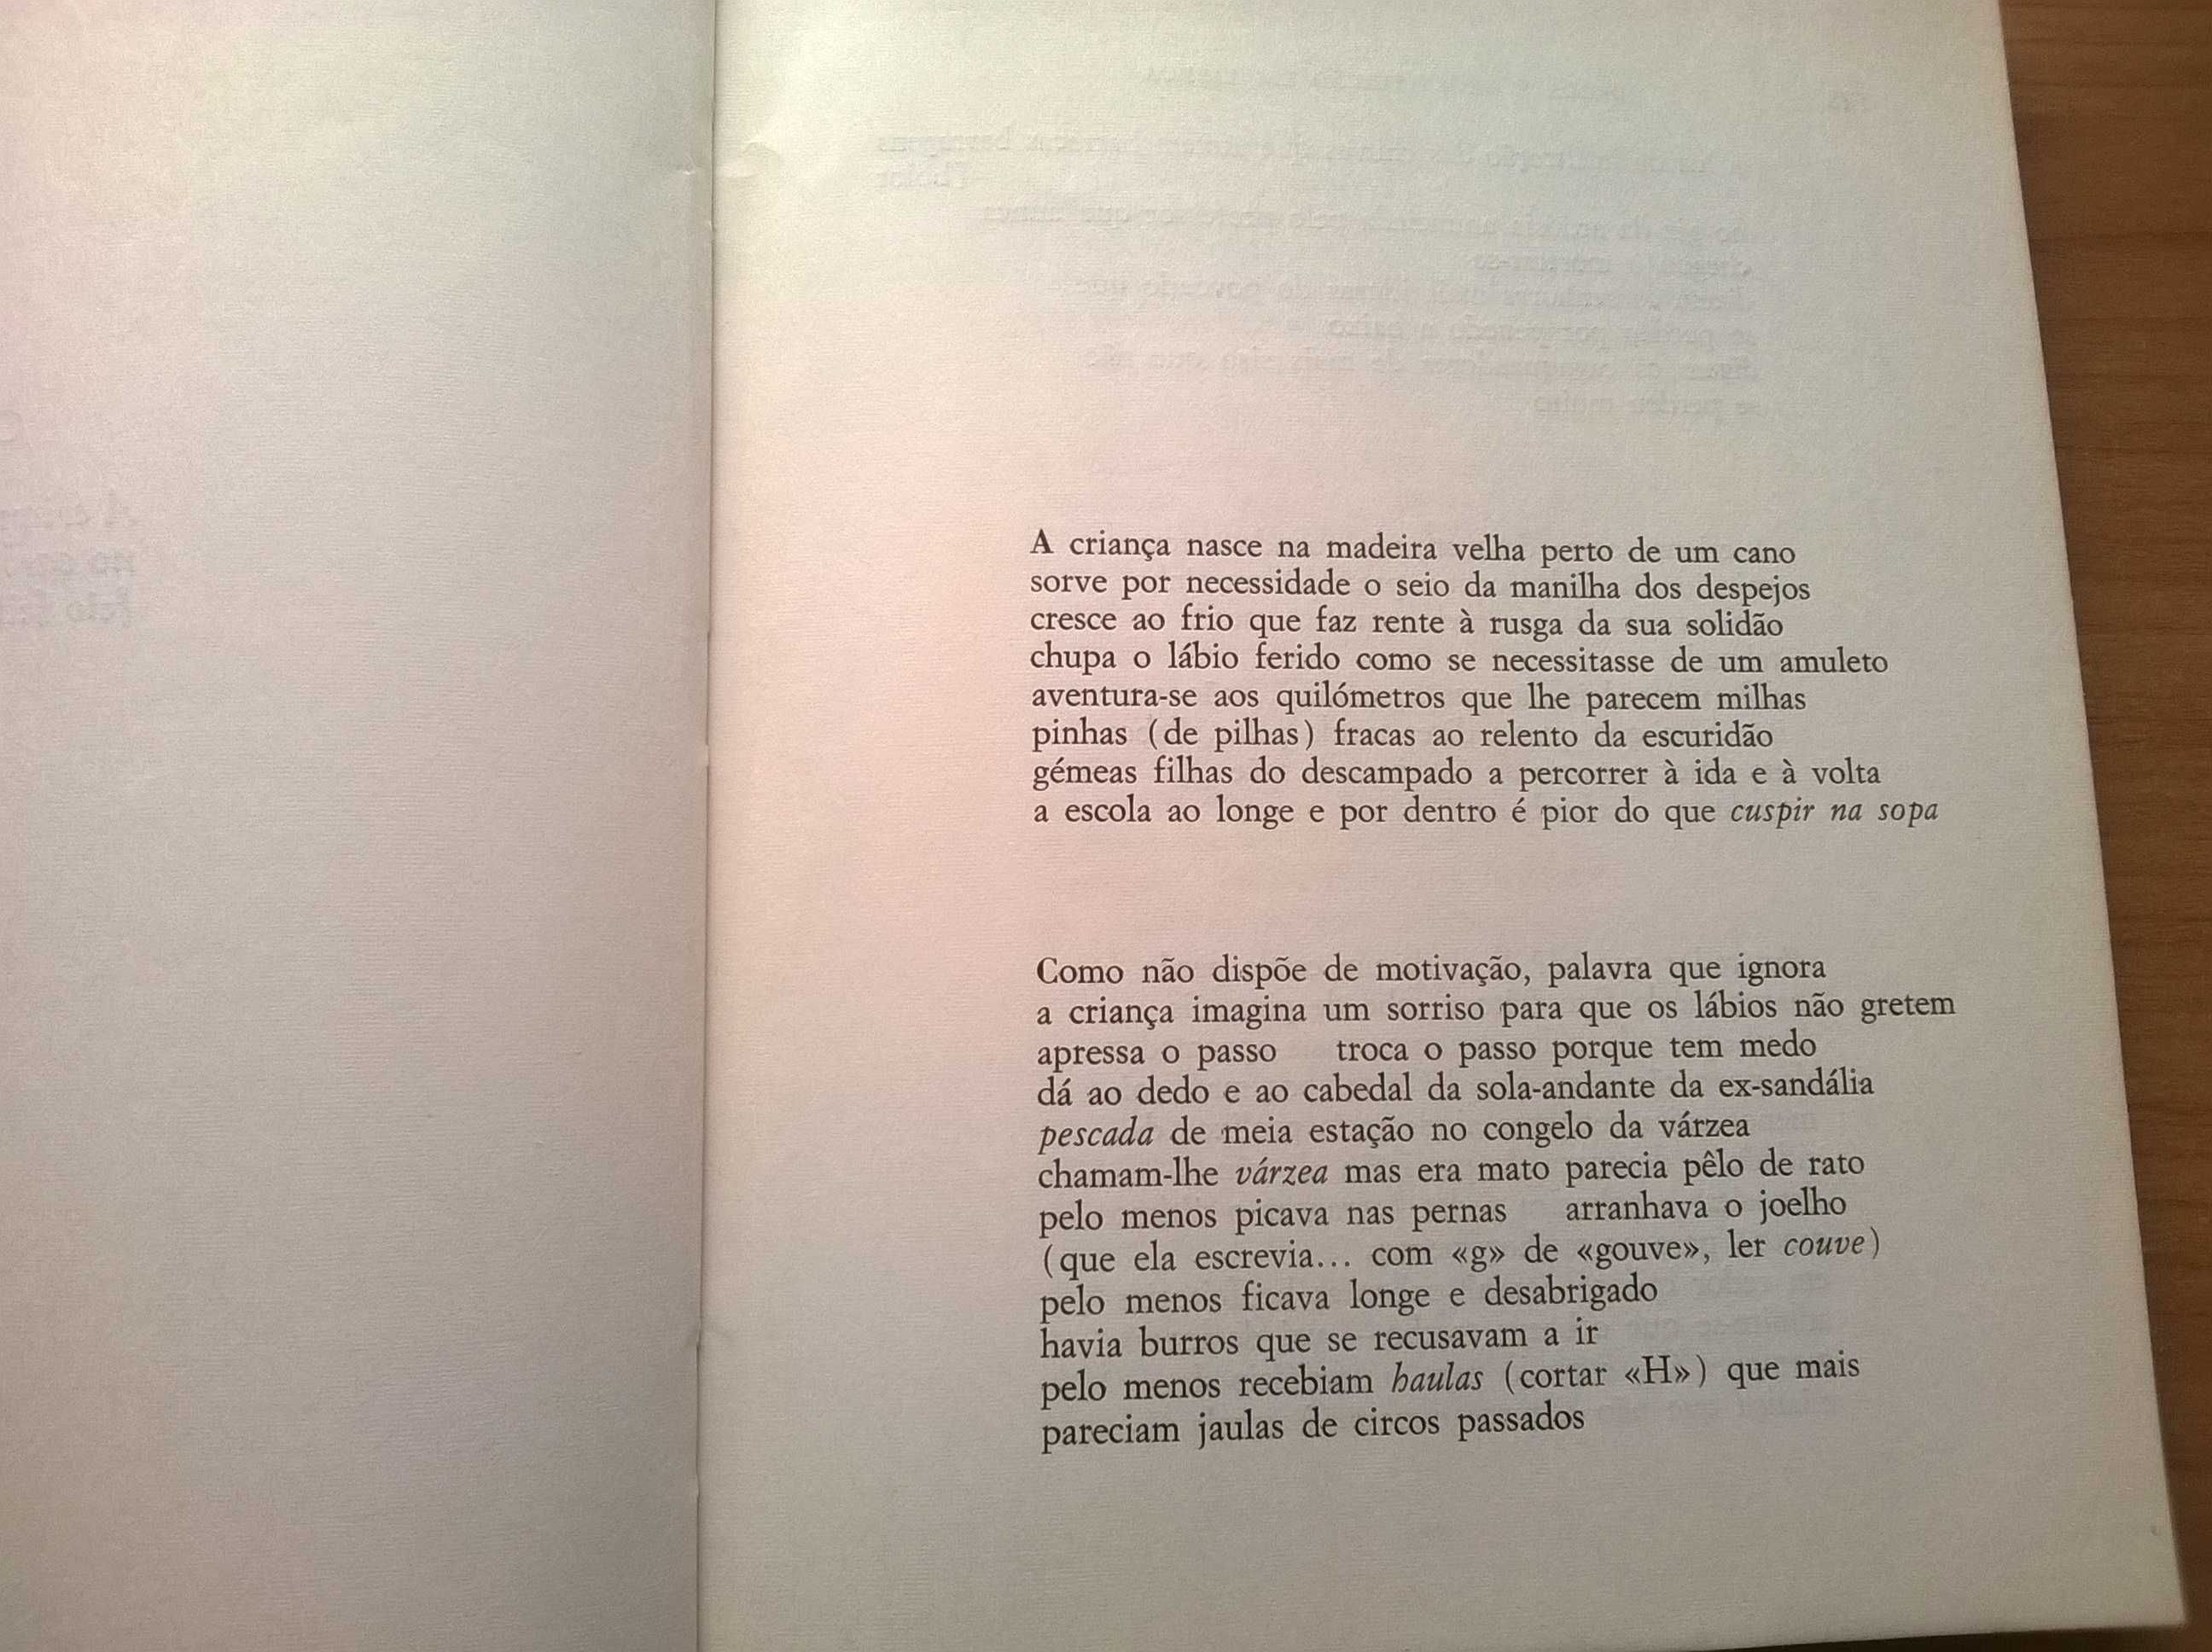 A criança nasce na madeira velha perto de um cano
sorve por necessidade o seio da manilha dos despejos
cresce ao frio que faz rente à rusga da sua solidão
chupa o lábio ferido como se necessitasse de um amuleto
aventura-se aos quilómetros que lhe parecem milhas
pinhas (de pilhas) fracas ao relento da escuridão
gémeas filhas do descampado a percorrer à ida e à volta
a escola ao longe e por dentro é pior do que cuspir na sopa
Como não dispõe de motivação, palavra que ignora
a criança imagina um sorriso para que os lábios não gretem
apressa o passo troca o passo porque tem medo
dá ao dedo e ao cabedal da sola-andante da ex-sandália
pescada de meia estação no congelo da várzea
chamam-lhe várzea mas era mato parecia pêlo de rato
pelo menos picava nas pernas arranhava o joelho
(que ela escrevia... com «g» de «gouve», ler couve)
pelo menos ficava longe e desabrigado
havia burros que se recusavam a ir
pelo menos recebiam haulas (cortar «H») que mais
pareciam jaulas de circos passados